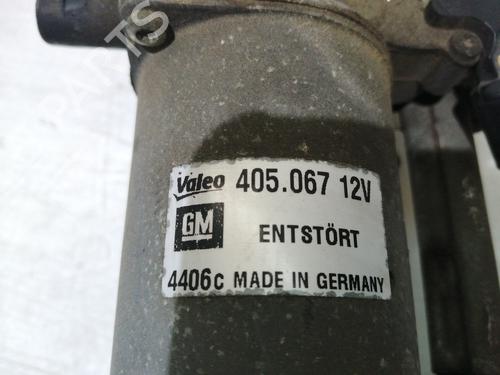 Valeo 405.067 12V
GM ENTSTÖRT
4406c MADE IN GERMANY